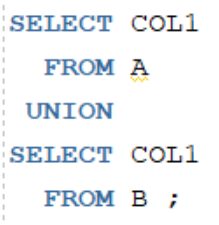 SELECT COL1
FROM A
UNION
SELECT COL1
FROM B ;